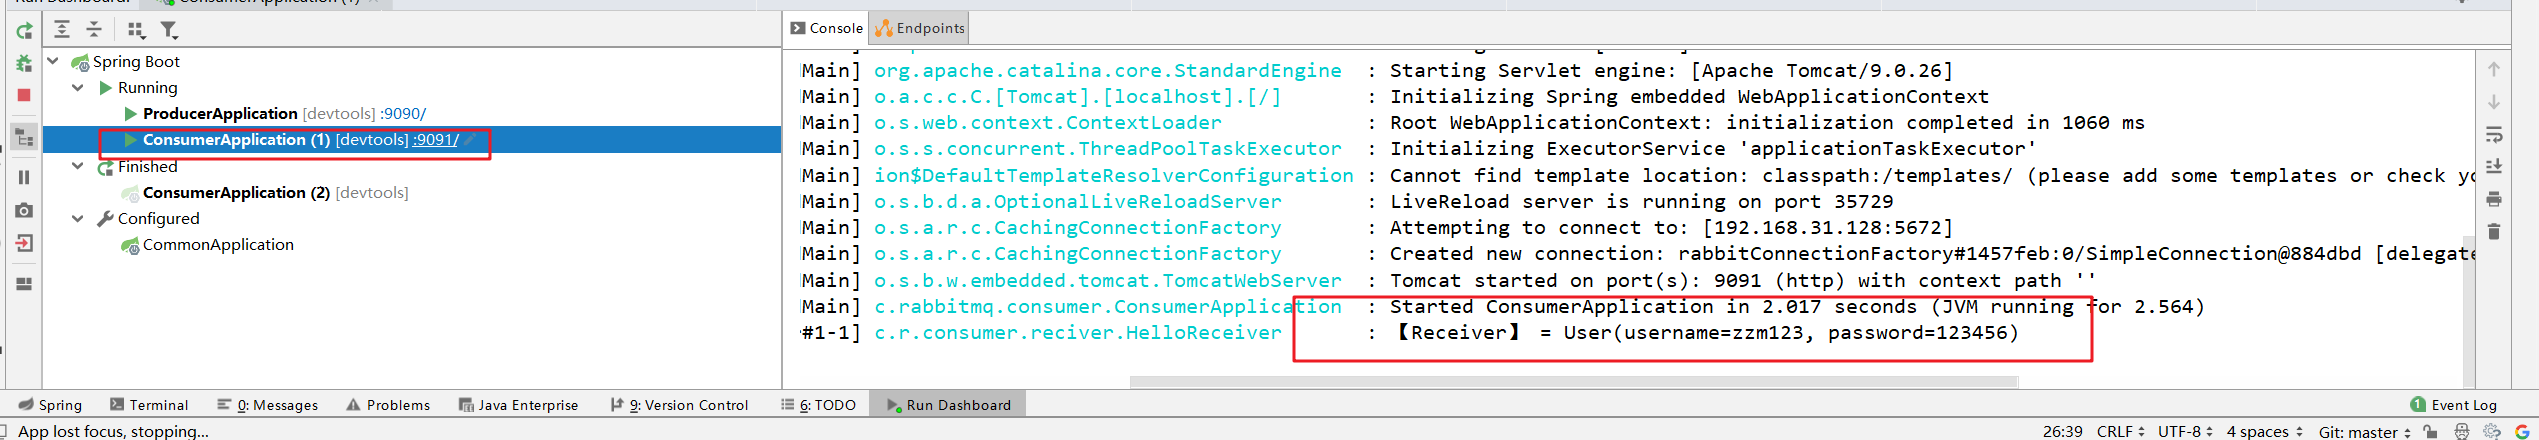 Run Dashboard:
ConsumerApplication (1)
Spring Boot
Running
ProducerApplication [devtools] :9090/
ConsumerApplication (1) [devtools] :9091/
Finished
ConsumerApplication (2) [devtools]
Configured
CommonApplication
Console
Endpoints
Main] org.apache.catalina.core.StandardEngine : Starting Servlet engine: [Apache Tomcat/9.0.26]
Main] o.a.c.c.C.[Tomcat].[localhost].[/] : Initializing Spring embedded WebApplicationContext
Main] o.s.web.context.ContextLoader : Root WebApplicationContext: initialization completed in 1060 ms
Main] o.s.s.concurrent.ThreadPoolTaskExecutor : Initializing ExecutorService 'applicationTaskExecutor'
Main] ion$DefaultTemplateResolverConfiguration : Cannot find template location: classpath:/templates/ (please add some templates or check yo
Main] o.s.b.d.a.OptionalLiveReloadServer : LiveReload server is running on port 35729
Main] o.s.a.r.c.CachingConnectionFactory : Attempting to connect to: [192.168.31.128:5672]
Main] o.s.a.r.c.CachingConnectionFactory : Created new connection: rabbitConnectionFactory#1457feb:0/SimpleConnection@884dbd [delegate
Main] o.s.b.w.embedded.tomcat.TomcatWebServer : Tomcat started on port(s): 9091 (http) with context path ''
Main] c.rabbitmq.consumer.ConsumerApplication : Started ConsumerApplication in 2.017 seconds (JVM running for 2.564)
#1-1] c.r.consumer.reciver.HelloReceiver : 【Receiver】 = User(username=zzm123, password=123456)
Spring
Terminal
0: Messages
Problems
Java Enterprise
9: Version Control
6: TODO
Run Dashboard
1 Event Log
App lost focus, stopping...
26:39 CRLF UTF-8 4 spaces Git: master